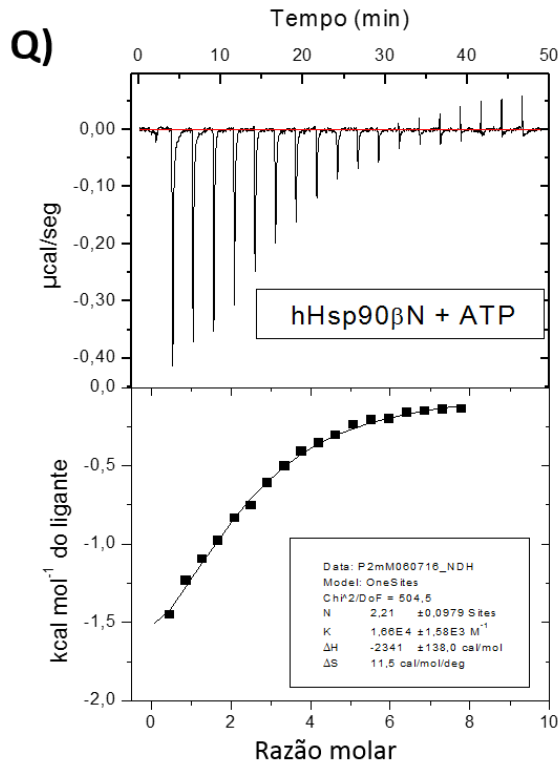 Q)
Tempo (min)
0 10 20 30 40 50
0,00
-0,10
-0,20
-0,30
-0,40
µcal/seg
hHsp90βN + ATP
0,0
-0,5
-1,0
-1,5
-2,0
kcal mol⁻¹ do ligante
Data: P2mM060716_NDH
Model: OneSites
Chi^2/DoF = 504,5
N 2,21 ±0,0979 Sites
K 1,66E4 ±1,58E3 M⁻¹
ΔH -2341 ±138,0 cal/mol
ΔS 11,5 cal/mol/deg
0 2 4 6 8 10
Razão molar